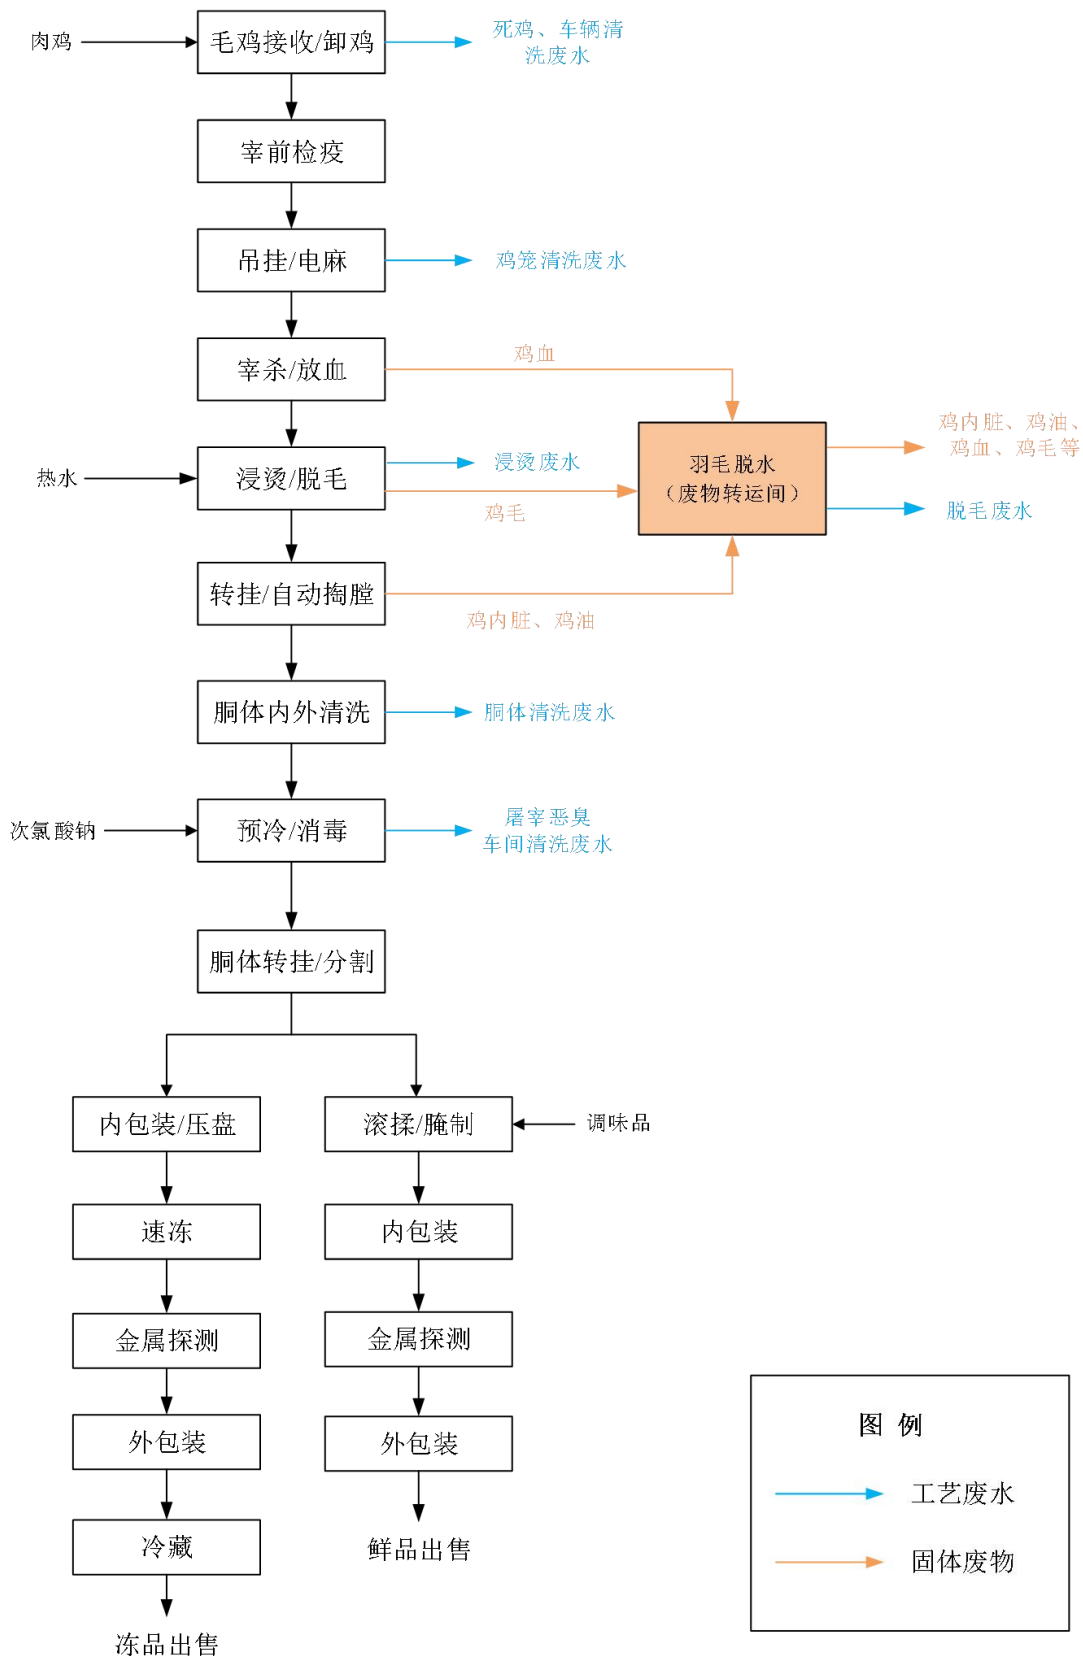 肉鸡
毛鸡接收/卸鸡
死鸡、车辆清
洗废水
宰前检疫
吊挂/电麻
鸡笼清洗废水
宰杀/放血
鸡血
热水
浸烫/脱毛
浸烫废水
鸡毛
羽毛脱水
（废物转运间）
鸡内脏、鸡油、
鸡血、鸡毛等
脱毛废水
转挂/自动掏膛
鸡内脏、鸡油
胴体内外清洗
胴体清洗废水
次氯酸钠
预冷/消毒
屠宰恶臭
车间清洗废水
胴体转挂/分割
内包装/压盘
滚揉/腌制
调味品
速冻
内包装
金属探测
金属探测
外包装
外包装
冷藏
鲜品出售
冻品出售
图 例
工艺废水
固体废物